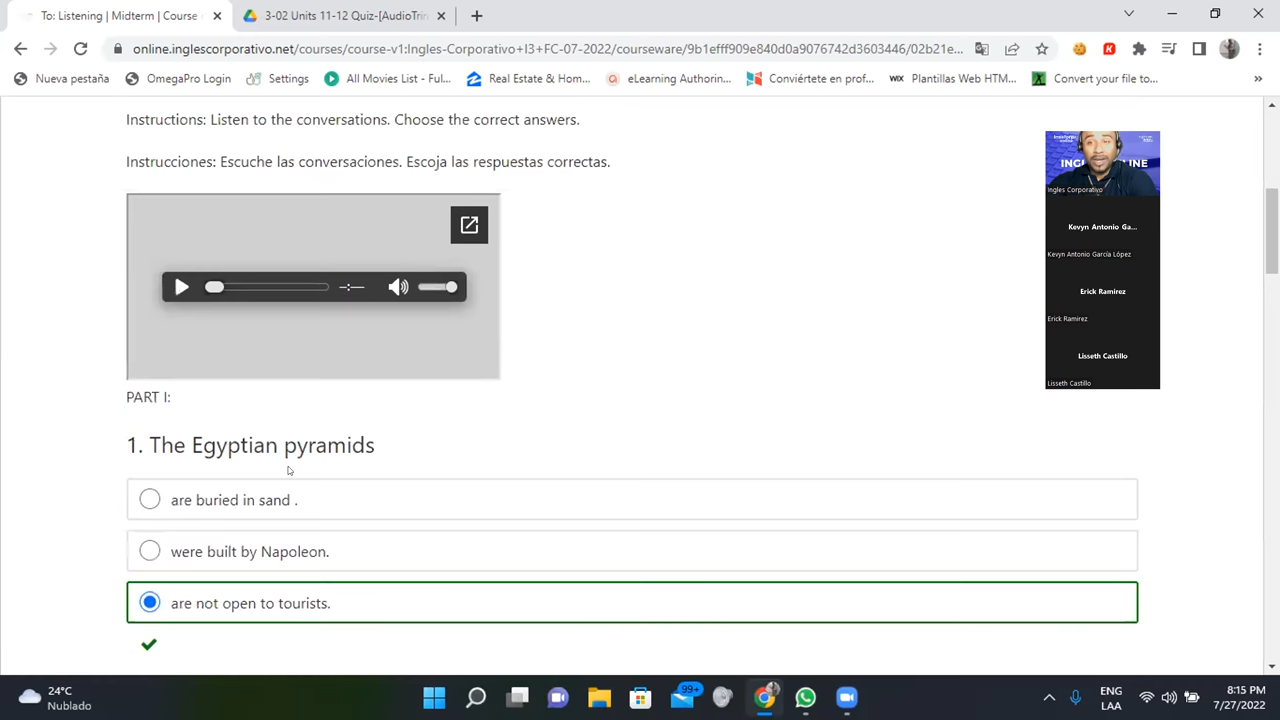 To: Listening | Midterm | Course
3-02 Units 11-12 Quiz-[AudioTrin
online.inglescorporativo.net/courses/course-v1:Ingles-Corporativo+I3+FC-07-2022/courseware/9b1efff909e840d0a9076742d3603446/02b21e...
Nueva pestaña
OmegaPro Login
Settings
All Movies List - Ful...
Real Estate & Hom...
eLearning Authorin...
Conviértete en prof...
WIX Plantillas Web HTM...
Convert your file to...
Instructions: Listen to the conversations. Choose the correct answers.
Instrucciones: Escuche las conversaciones Escoja las respuestas correctas.
Ingles Corporativo
Kevyn Antonio Ga...
Kevyn Antonio García López
Erick Ramirez
Erick Ramirez
Lisseth Castillo
Lisseth Castillo
-:--
PART I:
1. The Egyptian pyramids
are buried in sand .
were built by Napoleon.
are not open to tourists.
24°C
Nublado
99+
ENG
LAA
8:15 PM
7/27/2022